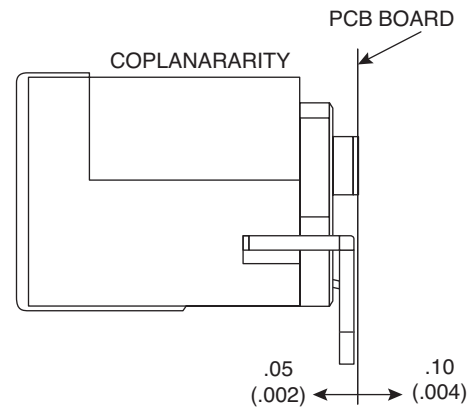 PCB BOARD
COPLANARARITY
.05
(.002)
.10
(.004)